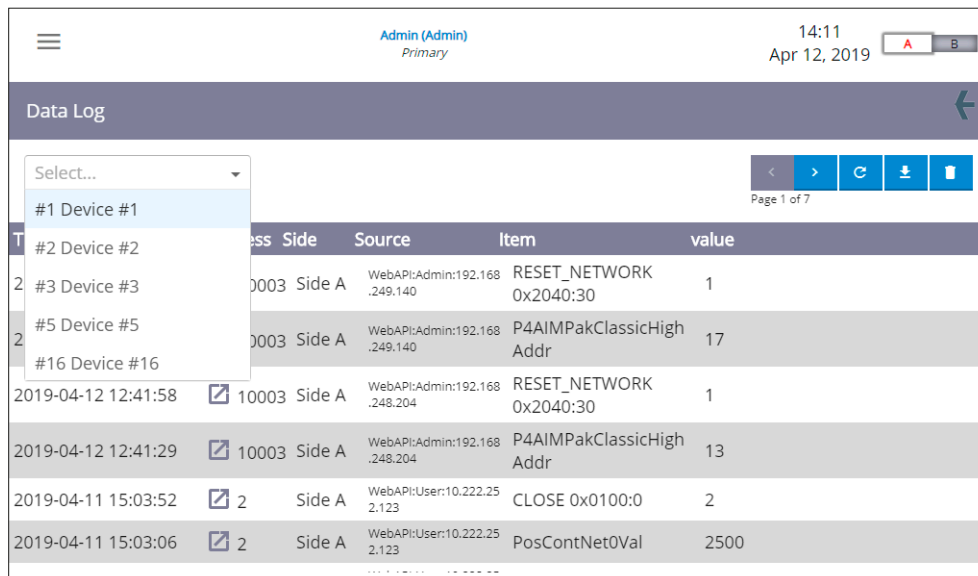 Admin (Admin)
Primary
14:11
Apr 12, 2019
A
B
Data Log
Select...
#1 Device #1
#2 Device #2
#3 Device #3
#5 Device #5
#16 Device #16
<
>
Page 1 of 7
T ess Side Source Item value
2 0003 Side A WebAPI:Admin:192.168 RESET_NETWORK 1
.249.140 0x2040:30
2 0003 Side A WebAPI:Admin:192.168 P4AIMPakClassicHigh 17
.249.140 Addr
2019-04-12 12:41:58 10003 Side A WebAPI:Admin:192.168 RESET_NETWORK 1
.248.204 0x2040:30
2019-04-12 12:41:29 10003 Side A WebAPI:Admin:192.168 P4AIMPakClassicHigh 13
.248.204 Addr
2019-04-11 15:03:52 2 Side A WebAPI:User:10.222.25 CLOSE 0x0100:0 2
2.123
2019-04-11 15:03:06 2 Side A WebAPI:User:10.222.25 PosContNet0Val 2500
2.123